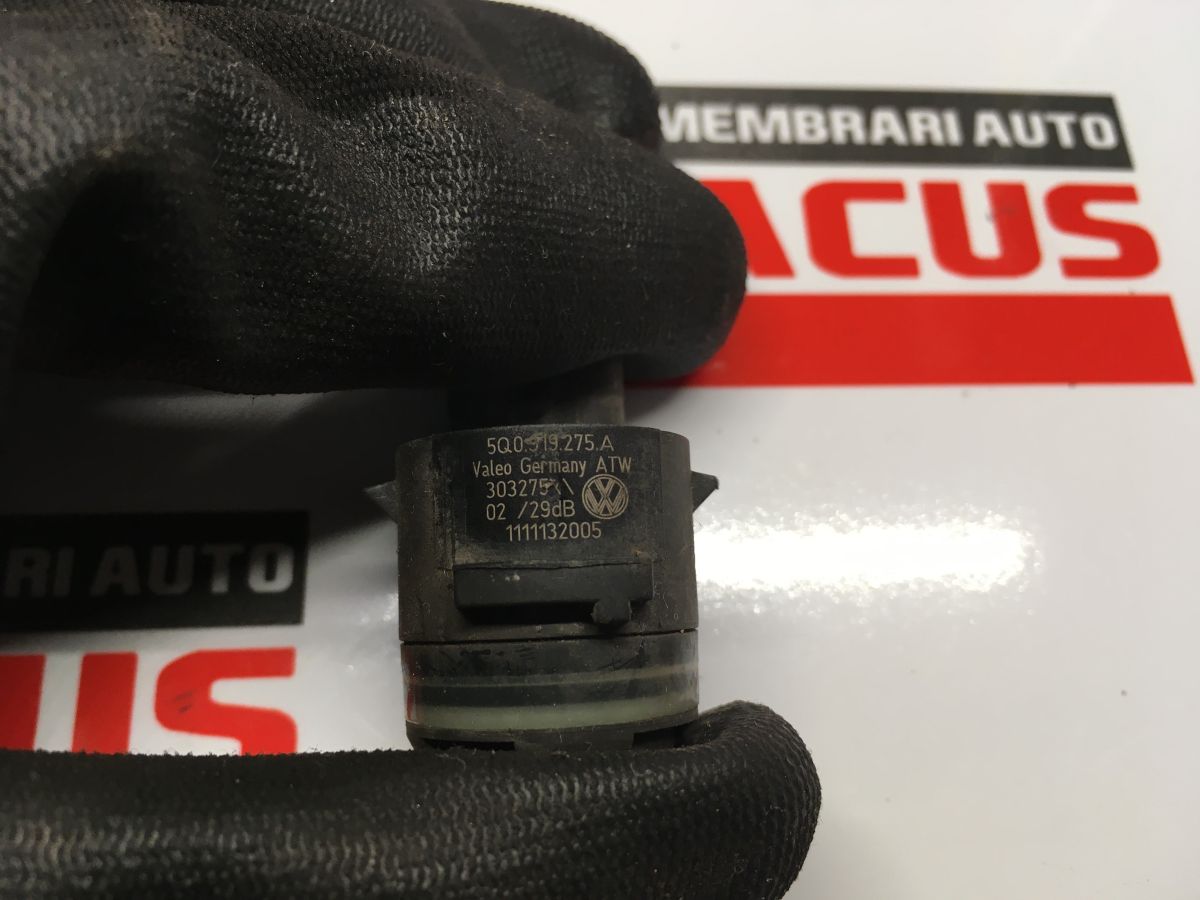 MEMBRARI AUTO
ACUS
5Q0.919.275.A
Valeo Germany ATW
02 /29dB
1111132005
RI AUTO
US